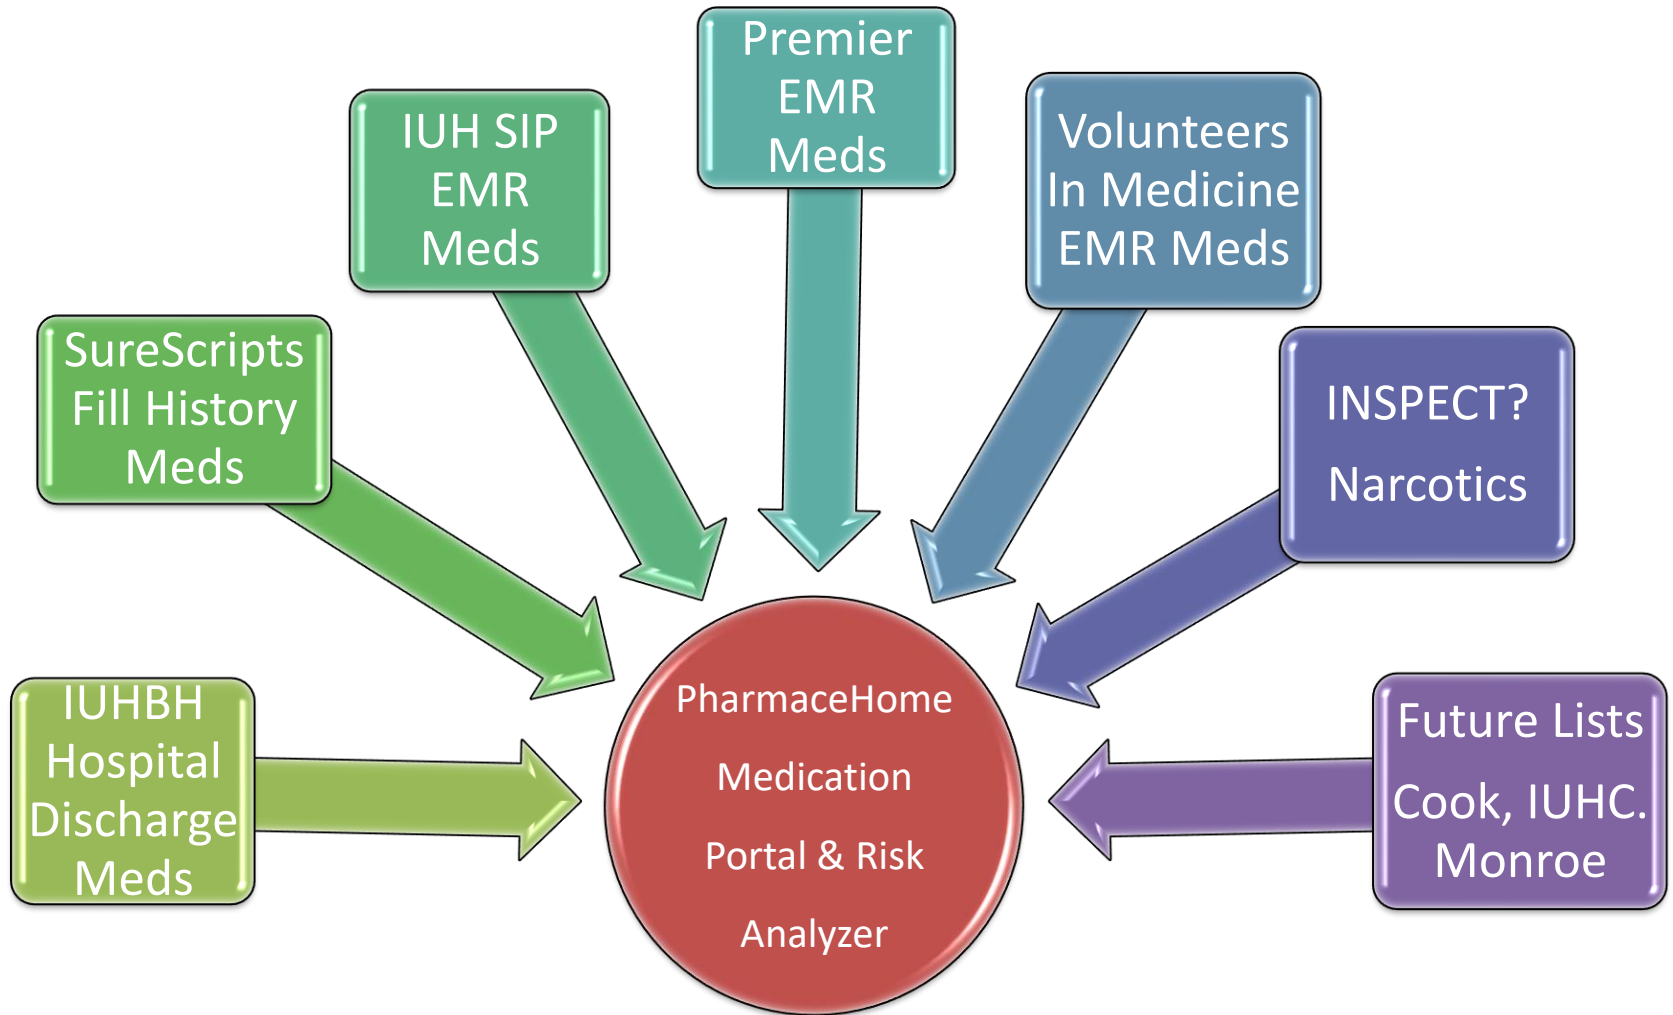 Premier
EMR
Meds
IUH SIP
EMR
Meds
Volunteers
In Medicine
EMR Meds
SureScripts
Fill History
Meds
INSPECT?
Narcotics
IUHBH
Hospital
Discharge
Meds
PharmaceHome
Medication
Portal & Risk
Analyzer
Future Lists
Cook, IUHC.
Monroe